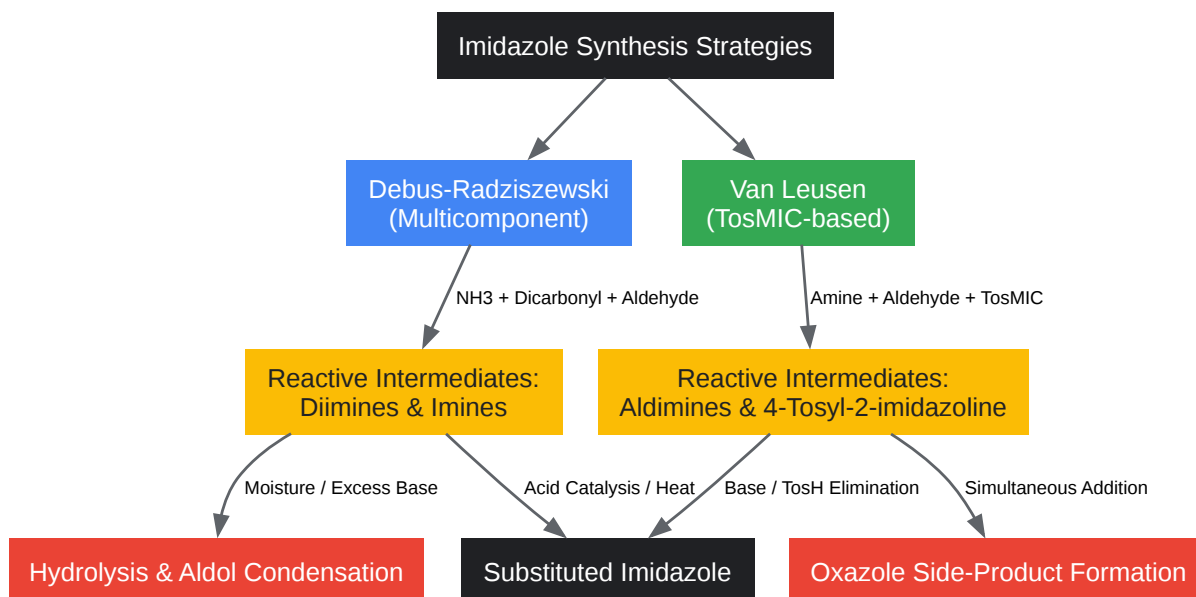 Imidazole Synthesis Strategies
Debus-Radziszewski
(Multicomponent)
Van Leusen
(TosMIC-based)
NH3 + Dicarbonyl + Aldehyde
Amine + Aldehyde + TosMIC
Reactive Intermediates:
Diimines & Imines
Reactive Intermediates:
Aldimines & 4-Tosyl-2-imidazoline
Moisture / Excess Base
Acid Catalysis / Heat
Base / TosH Elimination
Simultaneous Addition
Hydrolysis & Aldol Condensation
Substituted Imidazole
Oxazole Side-Product Formation